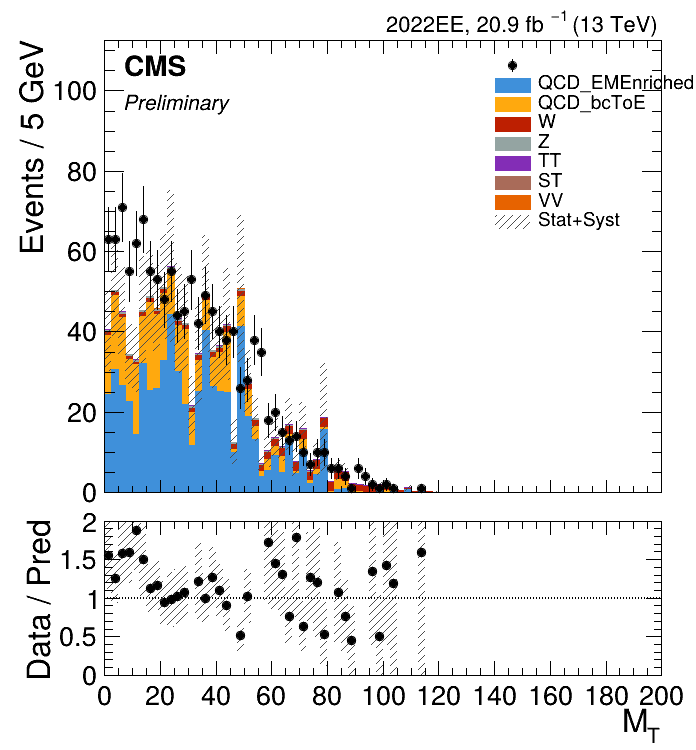 2022EE, 20.9 fb⁻¹ (13 TeV)
CMS
Preliminary
QCD_EMEnriched
QCD_bcToE
W
Z
TT
ST
VV
Stat+Syst
Events / 5 GeV
100
80
60
40
20
0
Data / Pred
2
1.5
1
0.5
0
0 20 40 60 80 100 120 140 160 180 200
M_T